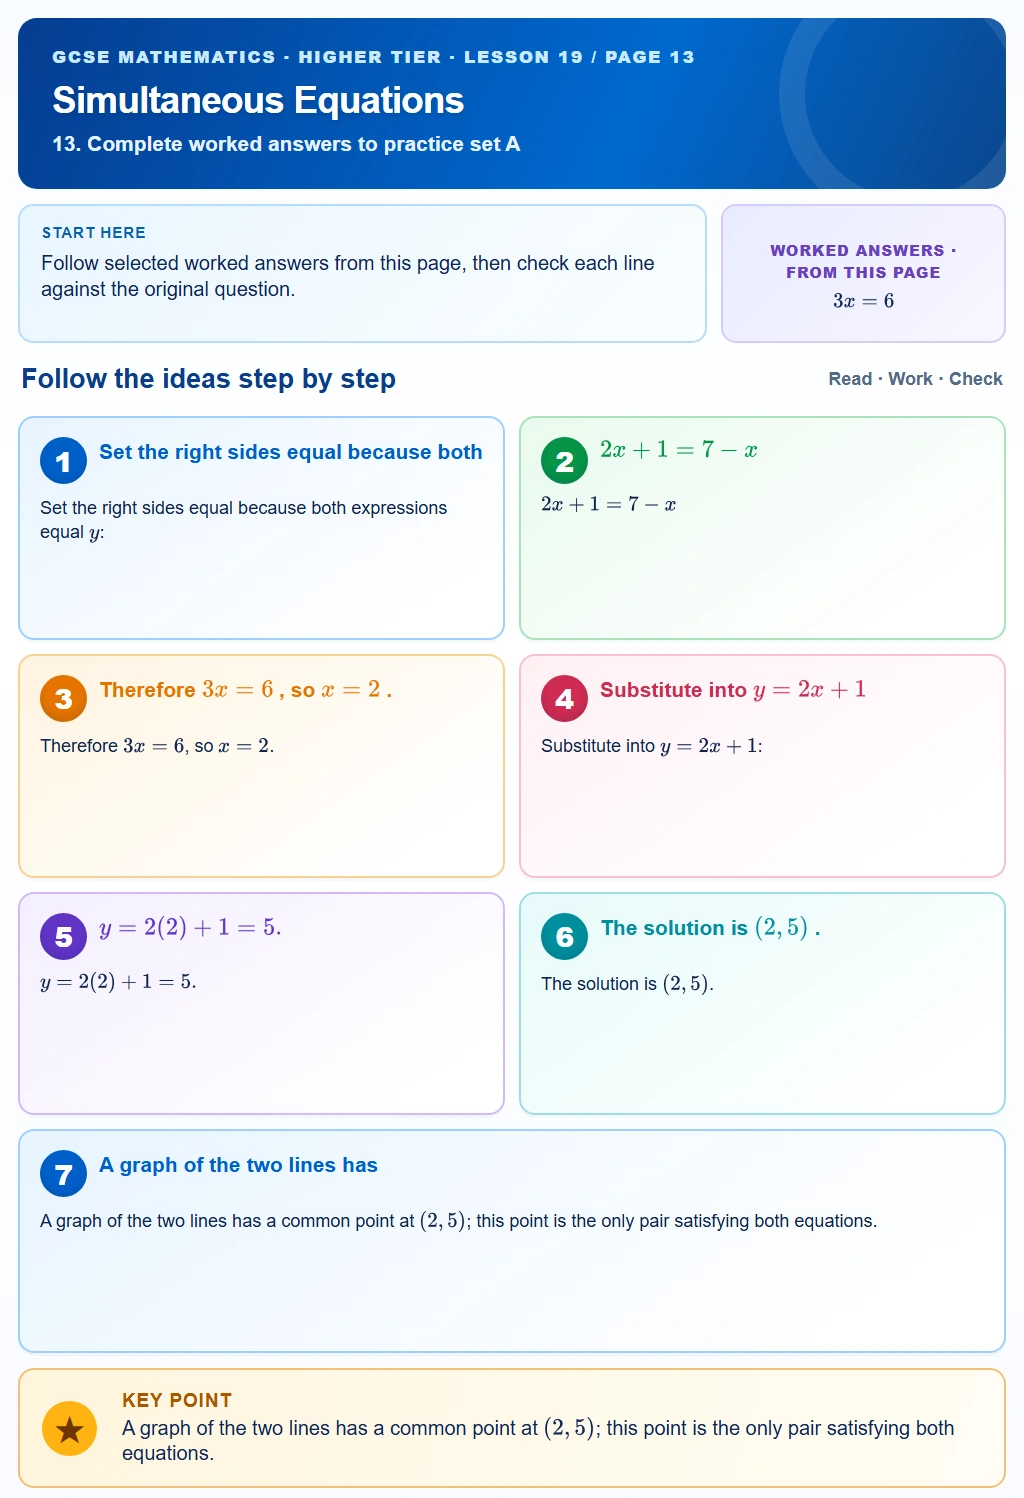 GCSE MATHEMATICS · HIGHER TIER · LESSON 19 / PAGE 13
Simultaneous Equations
13. Complete worked answers to practice set A
START HERE
Follow selected worked answers from this page, then check each line
against the original question.
WORKED ANSWERS ·
FROM THIS PAGE
3x = 6
Follow the ideas step by step
Read · Work · Check
1 Set the right sides equal because both
Set the right sides equal because both expressions
equal y:
2 2x + 1 = 7 − x
2x + 1 = 7 − x
3 Therefore 3x = 6 , so x = 2 .
Therefore 3x = 6, so x = 2.
4 Substitute into y = 2x + 1
Substitute into y = 2x + 1:
5 y = 2(2) + 1 = 5.
y = 2(2) + 1 = 5.
6 The solution is (2, 5) .
The solution is (2, 5).
7 A graph of the two lines has
A graph of the two lines has a common point at (2, 5); this point is the only pair satisfying both equations.
KEY POINT
A graph of the two lines has a common point at (2, 5); this point is the only pair satisfying both
equations.